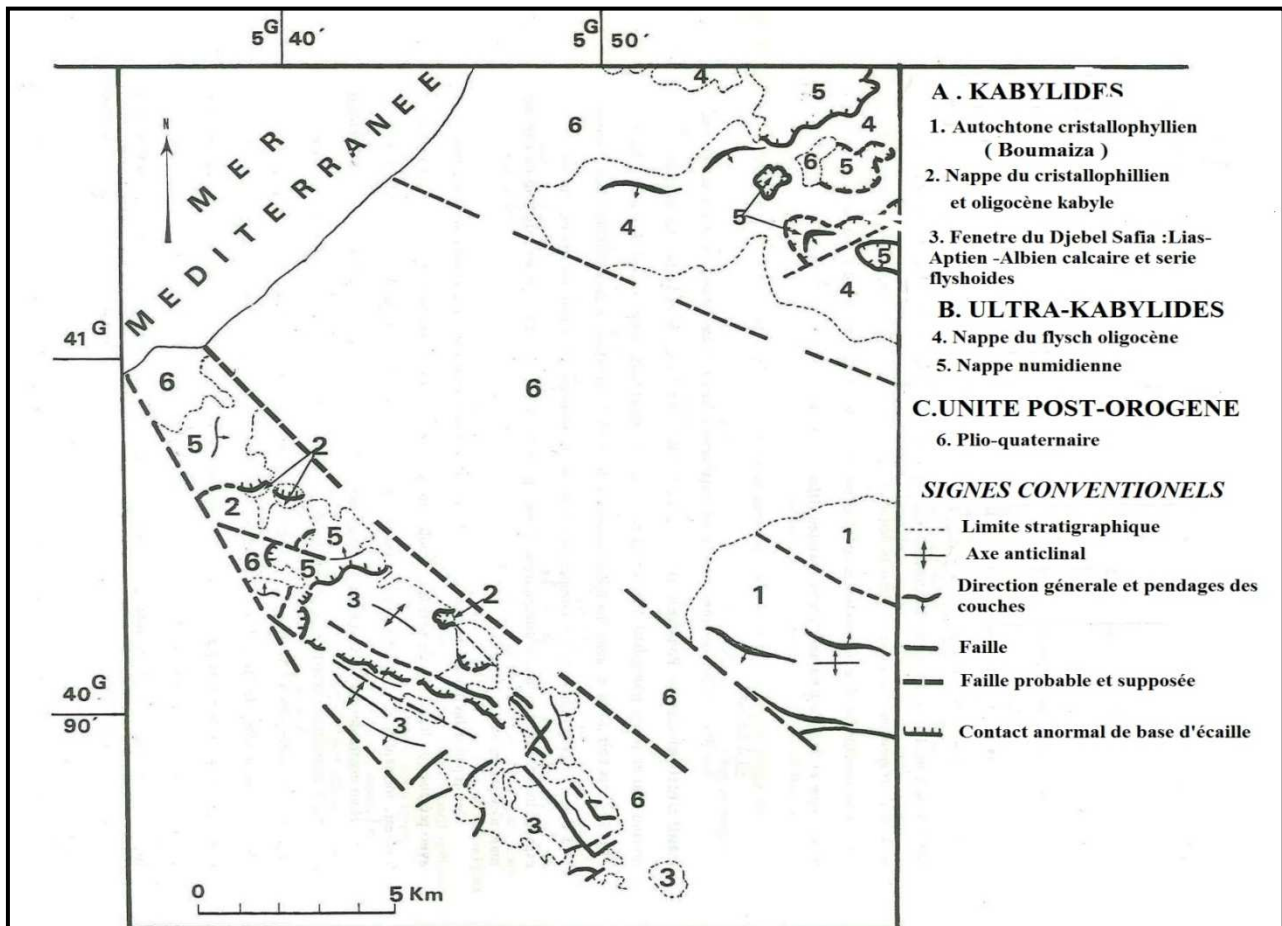 5G 40´
5G 50´
MER
MEDITERRANEE
N
41G
40G
90´
4
5
6
4
6
5
5
4
5
4
6
6
5
2
2
5
6
5
3
2
1
1
3
6
6
3
3
0 5 Km
A . KABYLIDES
1. Autochtone cristallophyllien
( Boumaiza )
2. Nappe du cristallophillien
et oligocène kabyle
3. Fenetre du Djebel Safia :Lias-
Aptien -Albien calcaire et serie
flyshoides
B. ULTRA-KABYLIDES
4. Nappe du flysch oligocène
5. Nappe numidienne
C.UNITE POST-OROGENE
6. Plio-quaternaire
SIGNES CONVENTIONELS
Limite stratigraphique
Axe anticlinal
Direction génerale et pendages des
couches
Faille
Faille probable et supposée
Contact anormal de base d'écaille